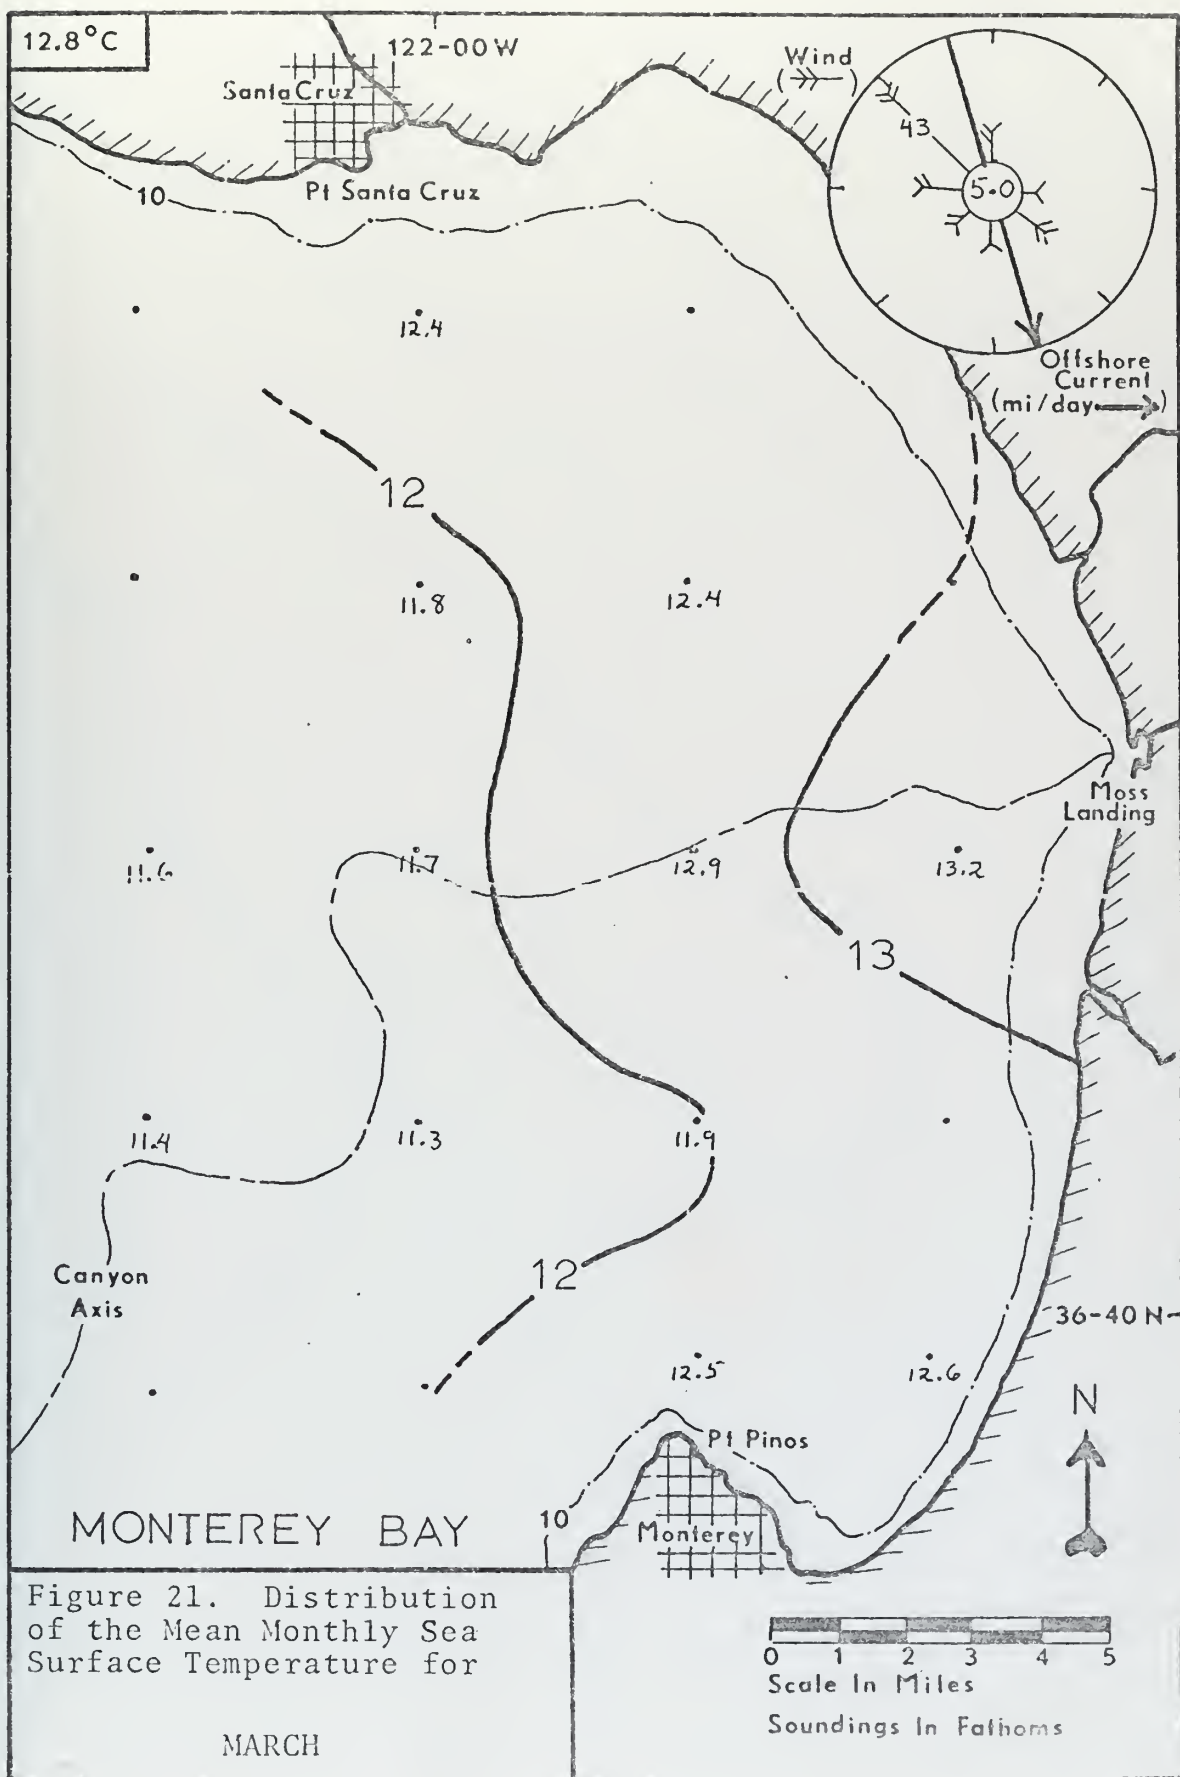 12.8°C
122-00 W
Santa Cruz
Pt Santa Cruz
10
Wind
43
5.0
Offshore
Current
(mi/day )
12.4
12
11.8
12.4
Moss
Landing
11.6
11.7
12.9
13.2
13
11.4
11.3
11.9
12
Canyon
Axis
36-40 N
12.5
12.6
N
Pt Pinos
10
Monterey
MONTEREY BAY
Figure 21. Distribution
of the Mean Monthly Sea
Surface Temperature for
MARCH
0 1 2 3 4 5
Scale In Miles
Soundings In Fathoms